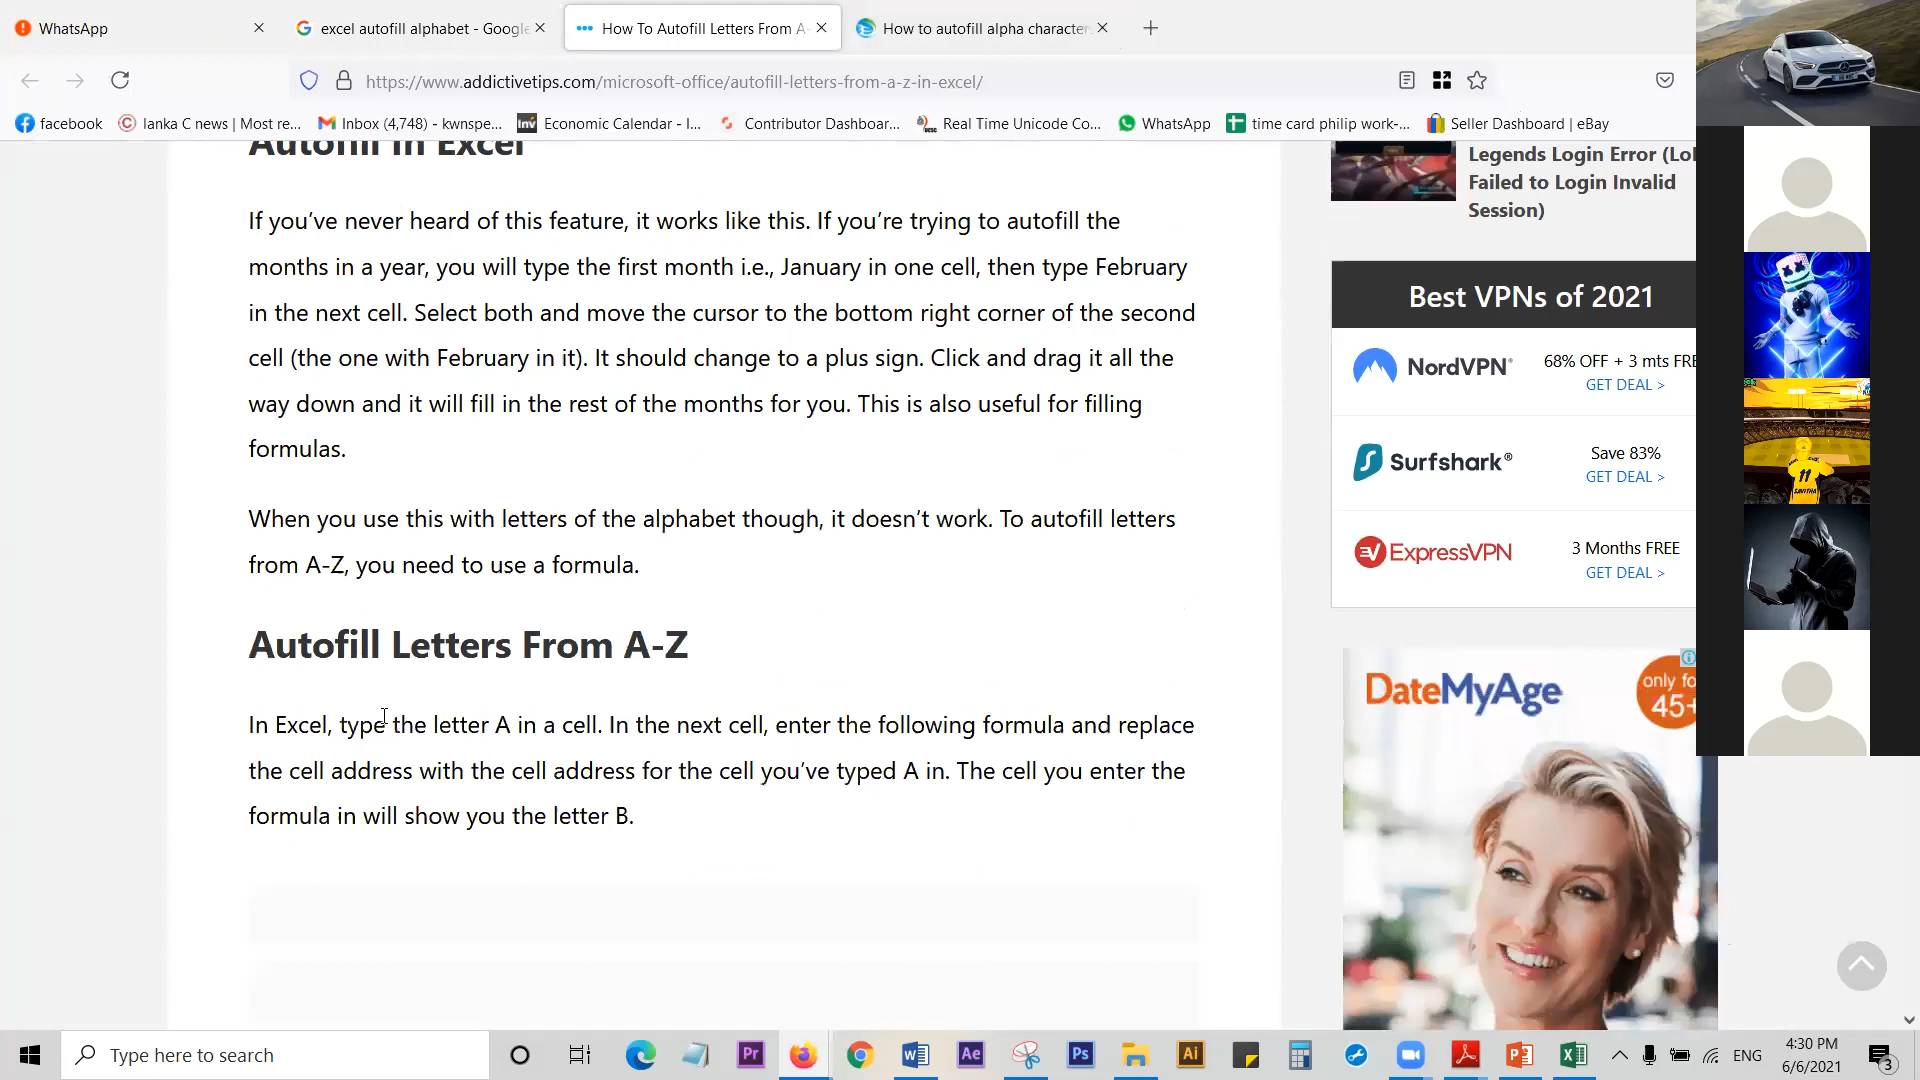 WhatsApp
excel autofill alphabet - Google
How To Autofill Letters From A-
How to autofill alpha character
https://www.addictivetips.com/microsoft-office/autofill-letters-from-a-z-in-excel/
facebook
lanka C news | Most re...
Inbox (4,748) - kwnspe...
Economic Calendar - I...
Contributor Dashboar...
Real Time Unicode Co...
WhatsApp
time card philip work-...
Seller Dashboard | eBay
Autofill In Excel
If you’ve never heard of this feature, it works like this. If you’re trying to autofill the
months in a year, you will type the first month i.e., January in one cell, then type February
in the next cell. Select both and move the cursor to the bottom right corner of the second
cell (the one with February in it). It should change to a plus sign. Click and drag it all the
way down and it will fill in the rest of the months for you. This is also useful for filling
formulas.
When you use this with letters of the alphabet though, it doesn’t work. To autofill letters
from A-Z, you need to use a formula.
Autofill Letters From A-Z
In Excel, type the letter A in a cell. In the next cell, enter the following formula and replace
the cell address with the cell address for the cell you’ve typed A in. The cell you enter the
formula in will show you the letter B.
Legends Login Error (Lo
Failed to Login Invalid
Session)
Best VPNs of 2021
NordVPN®
68% OFF + 3 mts FRE
GET DEAL >
Surfshark®
Save 83%
GET DEAL >
ExpressVPN
3 Months FREE
GET DEAL >
DateMyAge
only fo
45+
11
SAVITHA
Type here to search
Pr
Ae
Ps
Ai
ENG
4:30 PM
6/6/2021
3